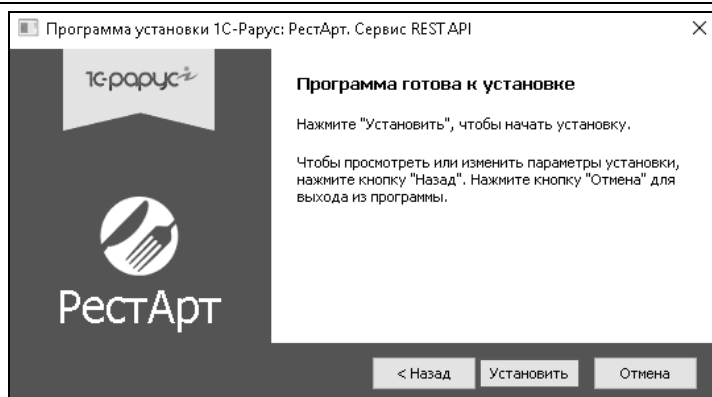 Программа установки 1С-Рарус: РестАрт. Сервис REST API
1С·рарус
Программа готова к установке
Нажмите "Установить", чтобы начать установку.
Чтобы просмотреть или изменить параметры установки,
нажмите кнопку "Назад". Нажмите кнопку "Отмена" для
выхода из программы.
РестАрт
< Назад
Установить
Отмена